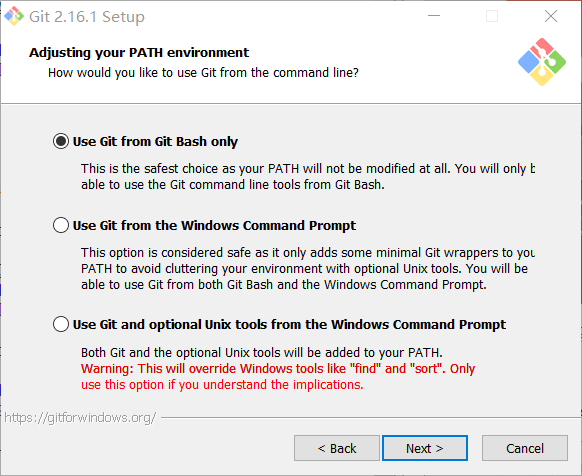 Git 2.16.1 Setup
Adjusting your PATH environment
How would you like to use Git from the command line?
Use Git from Git Bash only
This is the safest choice as your PATH will not be modified at all. You will only b
able to use the Git command line tools from Git Bash.
Use Git from the Windows Command Prompt
This option is considered safe as it only adds some minimal Git wrappers to you
PATH to avoid cluttering your environment with optional Unix tools. You will be
able to use Git from both Git Bash and the Windows Command Prompt.
Use Git and optional Unix tools from the Windows Command Prompt
Both Git and the optional Unix tools will be added to your PATH.
Warning: This will override Windows tools like "find" and "sort". Only
use this option if you understand the implications.
https://gitforwindows.org/
< Back
Next >
Cancel